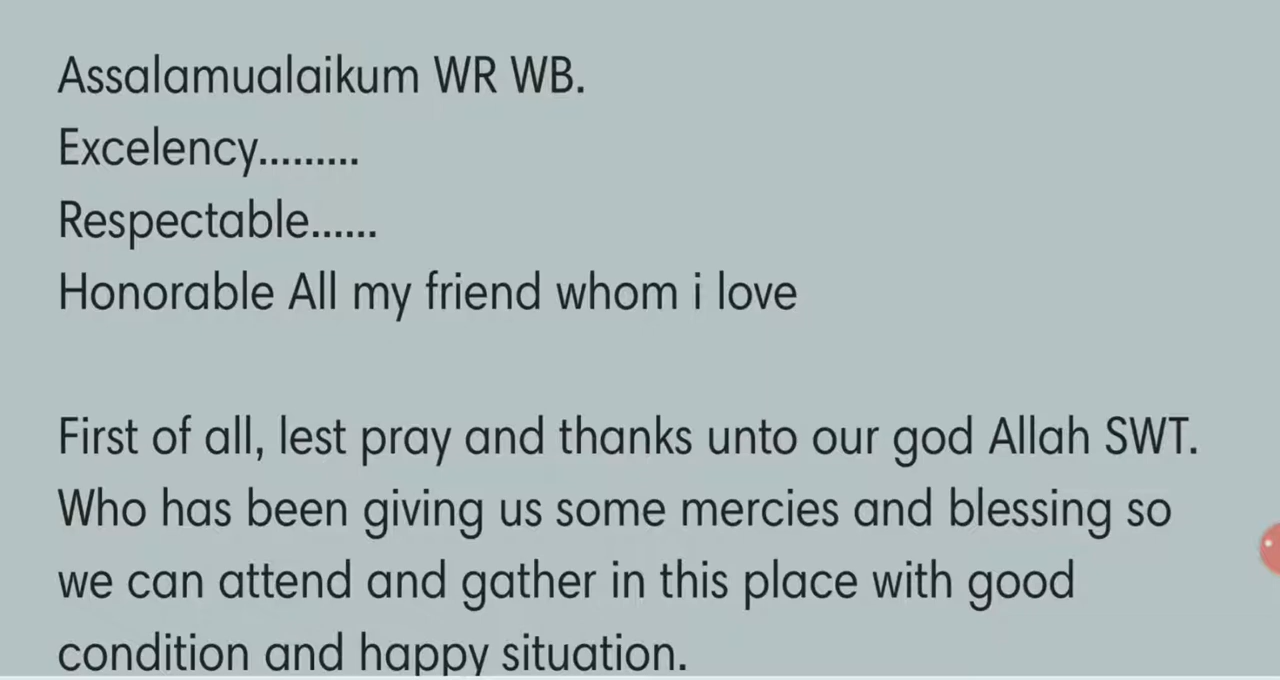 Assalamualaikum WR WB.
Excelency.........
Respectable......
Honorable All my friend whom i love
First of all, lest pray and thanks unto our god Allah SWT.
Who has been giving us some mercies and blessing so
we can attend and gather in this place with good
condition and happy situation.